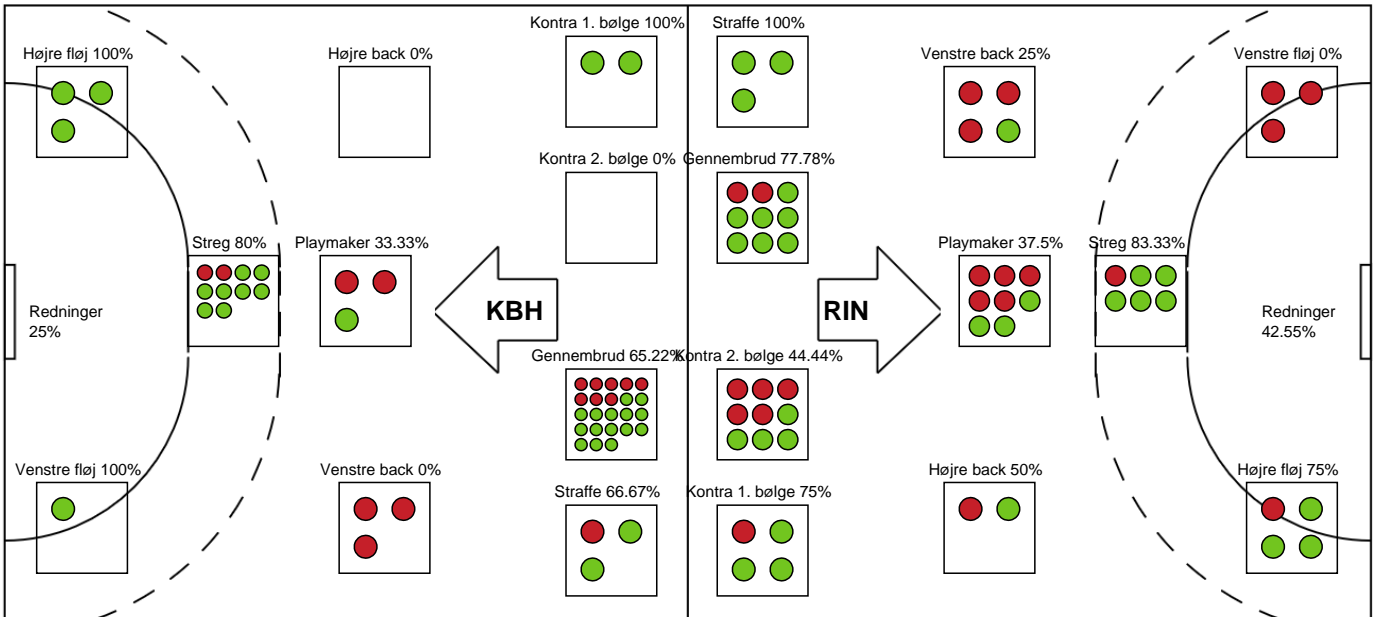 Kontra 1. bølge 100%
Straffe 100%
Højre fløj 100%
Højre back 0%
Venstre back 25%
Venstre fløj 0%
Kontra 2. bølge 0%
Gennembrud 77.78%
Streg 80%
Playmaker 33.33%
Playmaker 37.5%
Streg 83.33%
Redninger
25%
KBH
RIN
Redninger
42.55%
Gennembrud 65.22%
Kontra 2. bølge 44.44%
Venstre fløj 100%
Venstre back 0%
Højre back 50%
Højre fløj 75%
Straffe 66.67%
Kontra 1. bølge 75%